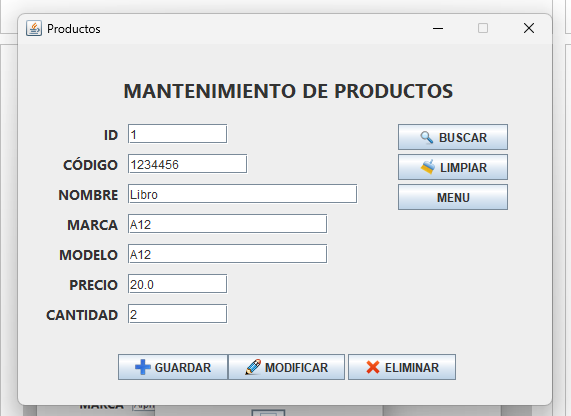 Productos
MANTENIMIENTO DE PRODUCTOS
ID 1
BUSCAR
CÓDIGO 1234456
LIMPIAR
NOMBRE Libro
MENU
MARCA A12
MODELO A12
PRECIO 20.0
CANTIDAD 2
GUARDAR MODIFICAR ELIMINAR
MARCA